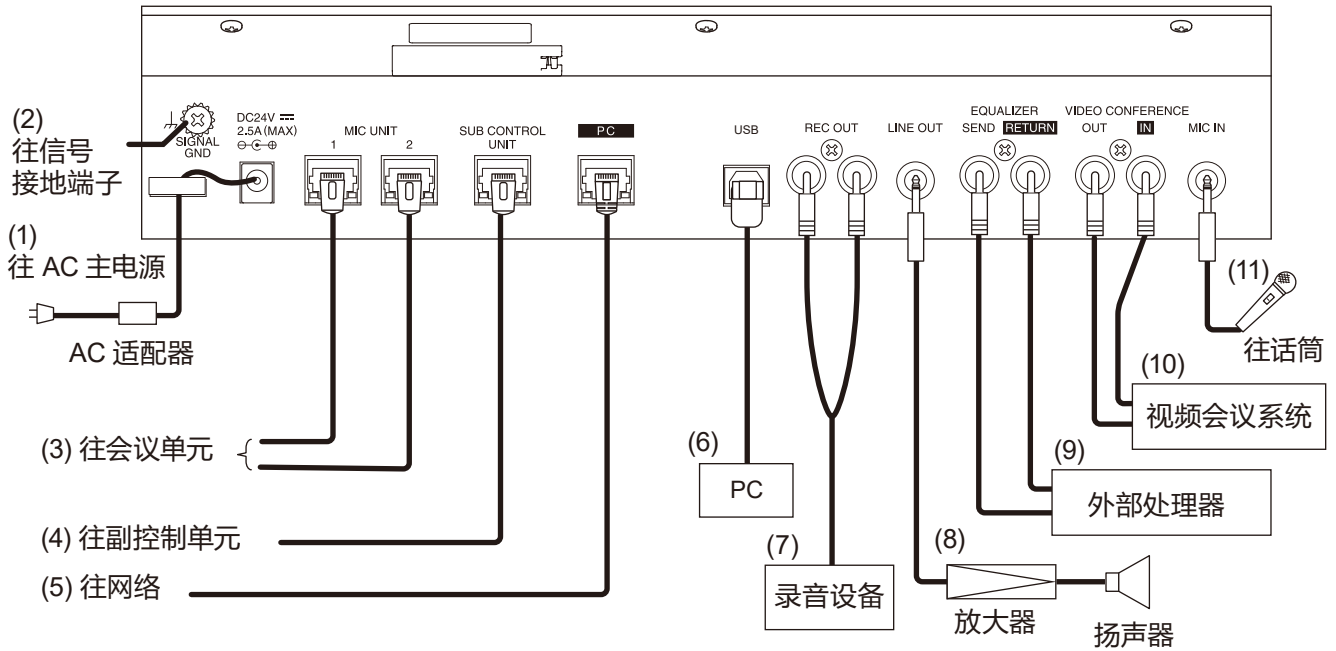 (2)
往信号
接地端子
SIGNAL
GND
DC24V
2.5A(MAX)
MIC UNIT
1
2
SUB CONTROL
UNIT
PC
USB
REC OUT
LINE OUT
EQUALIZER
SEND RETURN
VIDEO CONFERENCE
OUT IN
MIC IN
(1)
往 AC 主电源
AC 适配器
(3) 往会议单元
(4) 往副控制单元
(5) 往网络
(6)
PC
(7)
录音设备
(8)
放大器
扬声器
(9)
外部处理器
(10)
视频会议系统
(11)
往话筒